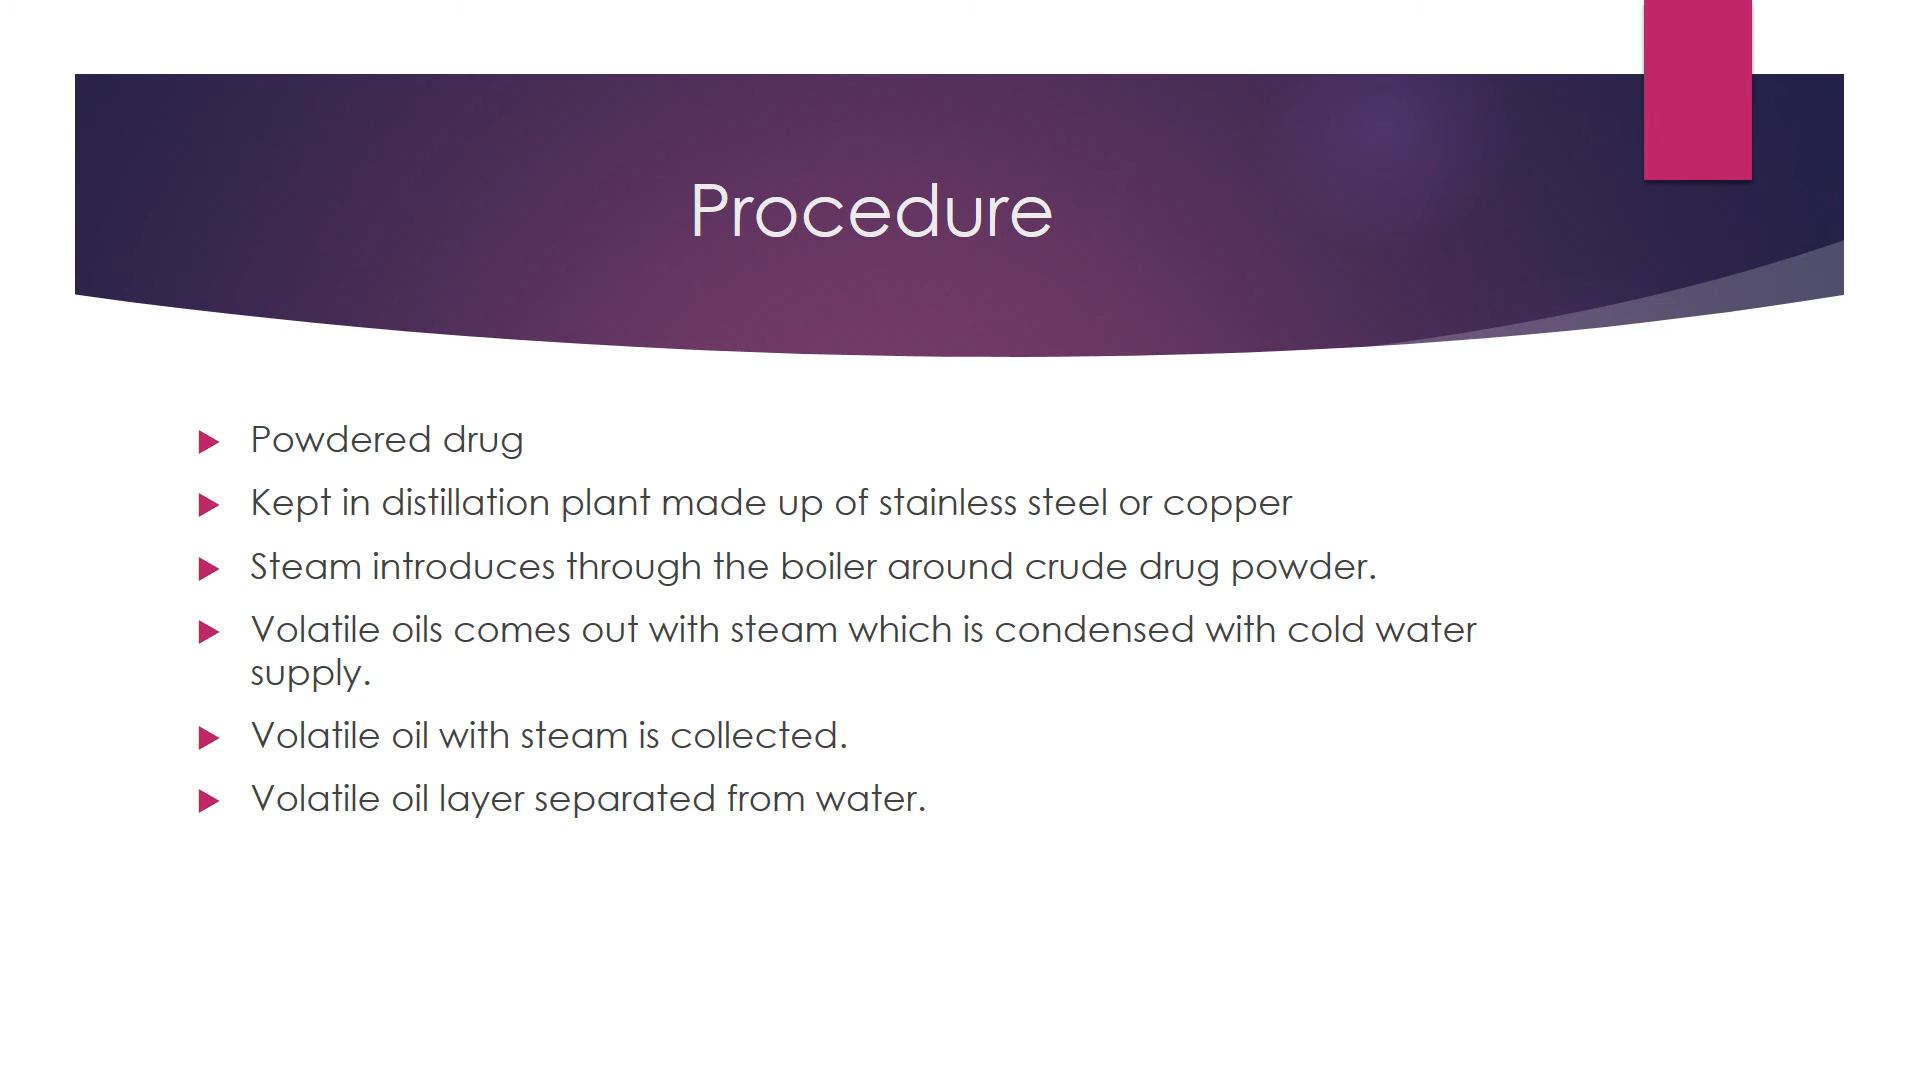 Procedure
Powdered drug
Kept in distillation plant made up of stainless steel or copper
Steam introduces through the boiler around crude drug powder.
Volatile oils comes out with steam which is condensed with cold water
supply.
Volatile oil with steam is collected.
Volatile oil layer separated from water.